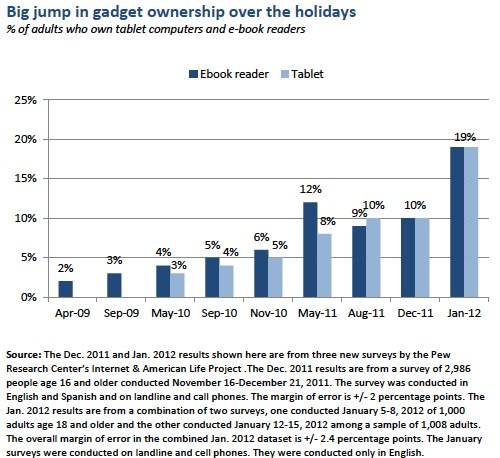 Big jump in gadget ownership over the holidays
% of adults who own tablet computers and e-book readers
Ebook reader Tablet
25%
20%
15%
10%
5%
0%
2%
3%
4% 3%
5% 4%
6% 5%
12% 8%
9% 10%
10%
19%
Apr-09 Sep-09 May-10 Sep-10 Nov-10 May-11 Aug-11 Dec-11 Jan-12
Source: The Dec. 2011 and Jan. 2012 results shown here are from three new surveys by the Pew
Research Center's Internet & American Life Project .The Dec. 2011 results are from a survey of 2,986
people age 16 and older conducted November 16-December 21, 2011. The survey was conducted in
English and Spanish and on landline and call phones. The margin of error is +/- 2 percentage points. The
Jan. 2012 results are from a combination of two surveys, one conducted January 5-8, 2012 of 1,000
adults age 18 and older and the other conducted January 12-15, 2012 among a sample of 1,008 adults.
The overall margin of error in the combined Jan. 2012 dataset is +/- 2.4 percentage points. The January
surveys were conducted on landline and cell phones. They were conducted only in English.